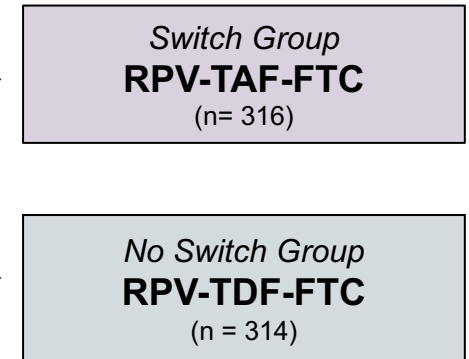 Switch Group
RPV-TAF-FTC
(n= 316)
No Switch Group
RPV-TDF-FTC
(n = 314)